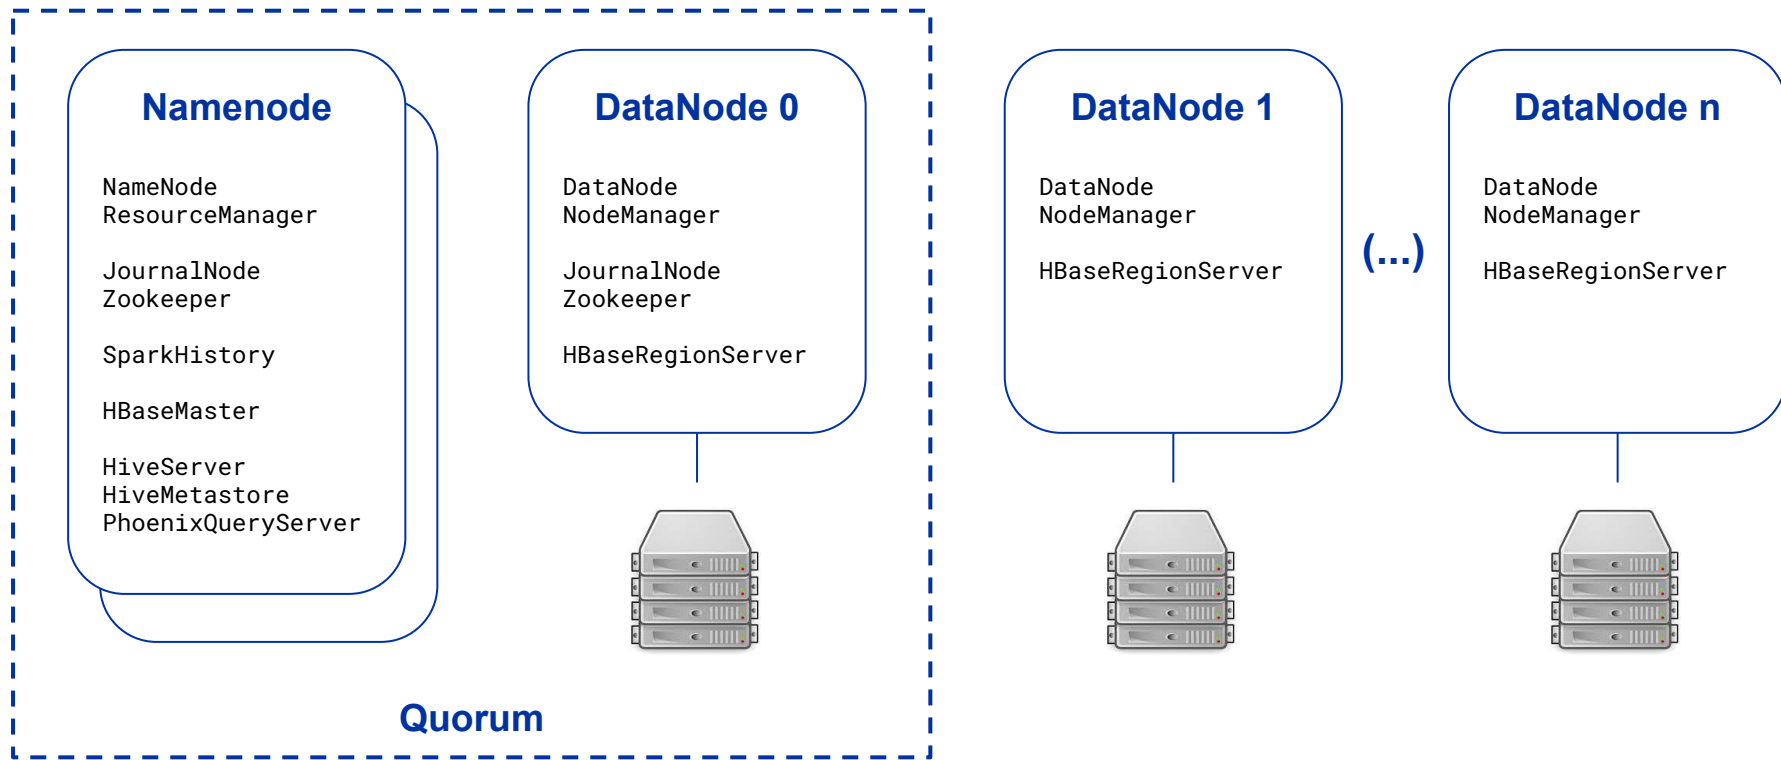 Namenode
NameNode
ResourceManager
JournalNode
Zookeeper
SparkHistory
HBaseMaster
HiveServer
HiveMetastore
PhoenixQueryServer
DataNode 0
DataNode
NodeManager
JournalNode
Zookeeper
HBaseRegionServer
Quorum
DataNode 1
DataNode
NodeManager
HBaseRegionServer
(...)
DataNode n
DataNode
NodeManager
HBaseRegionServer